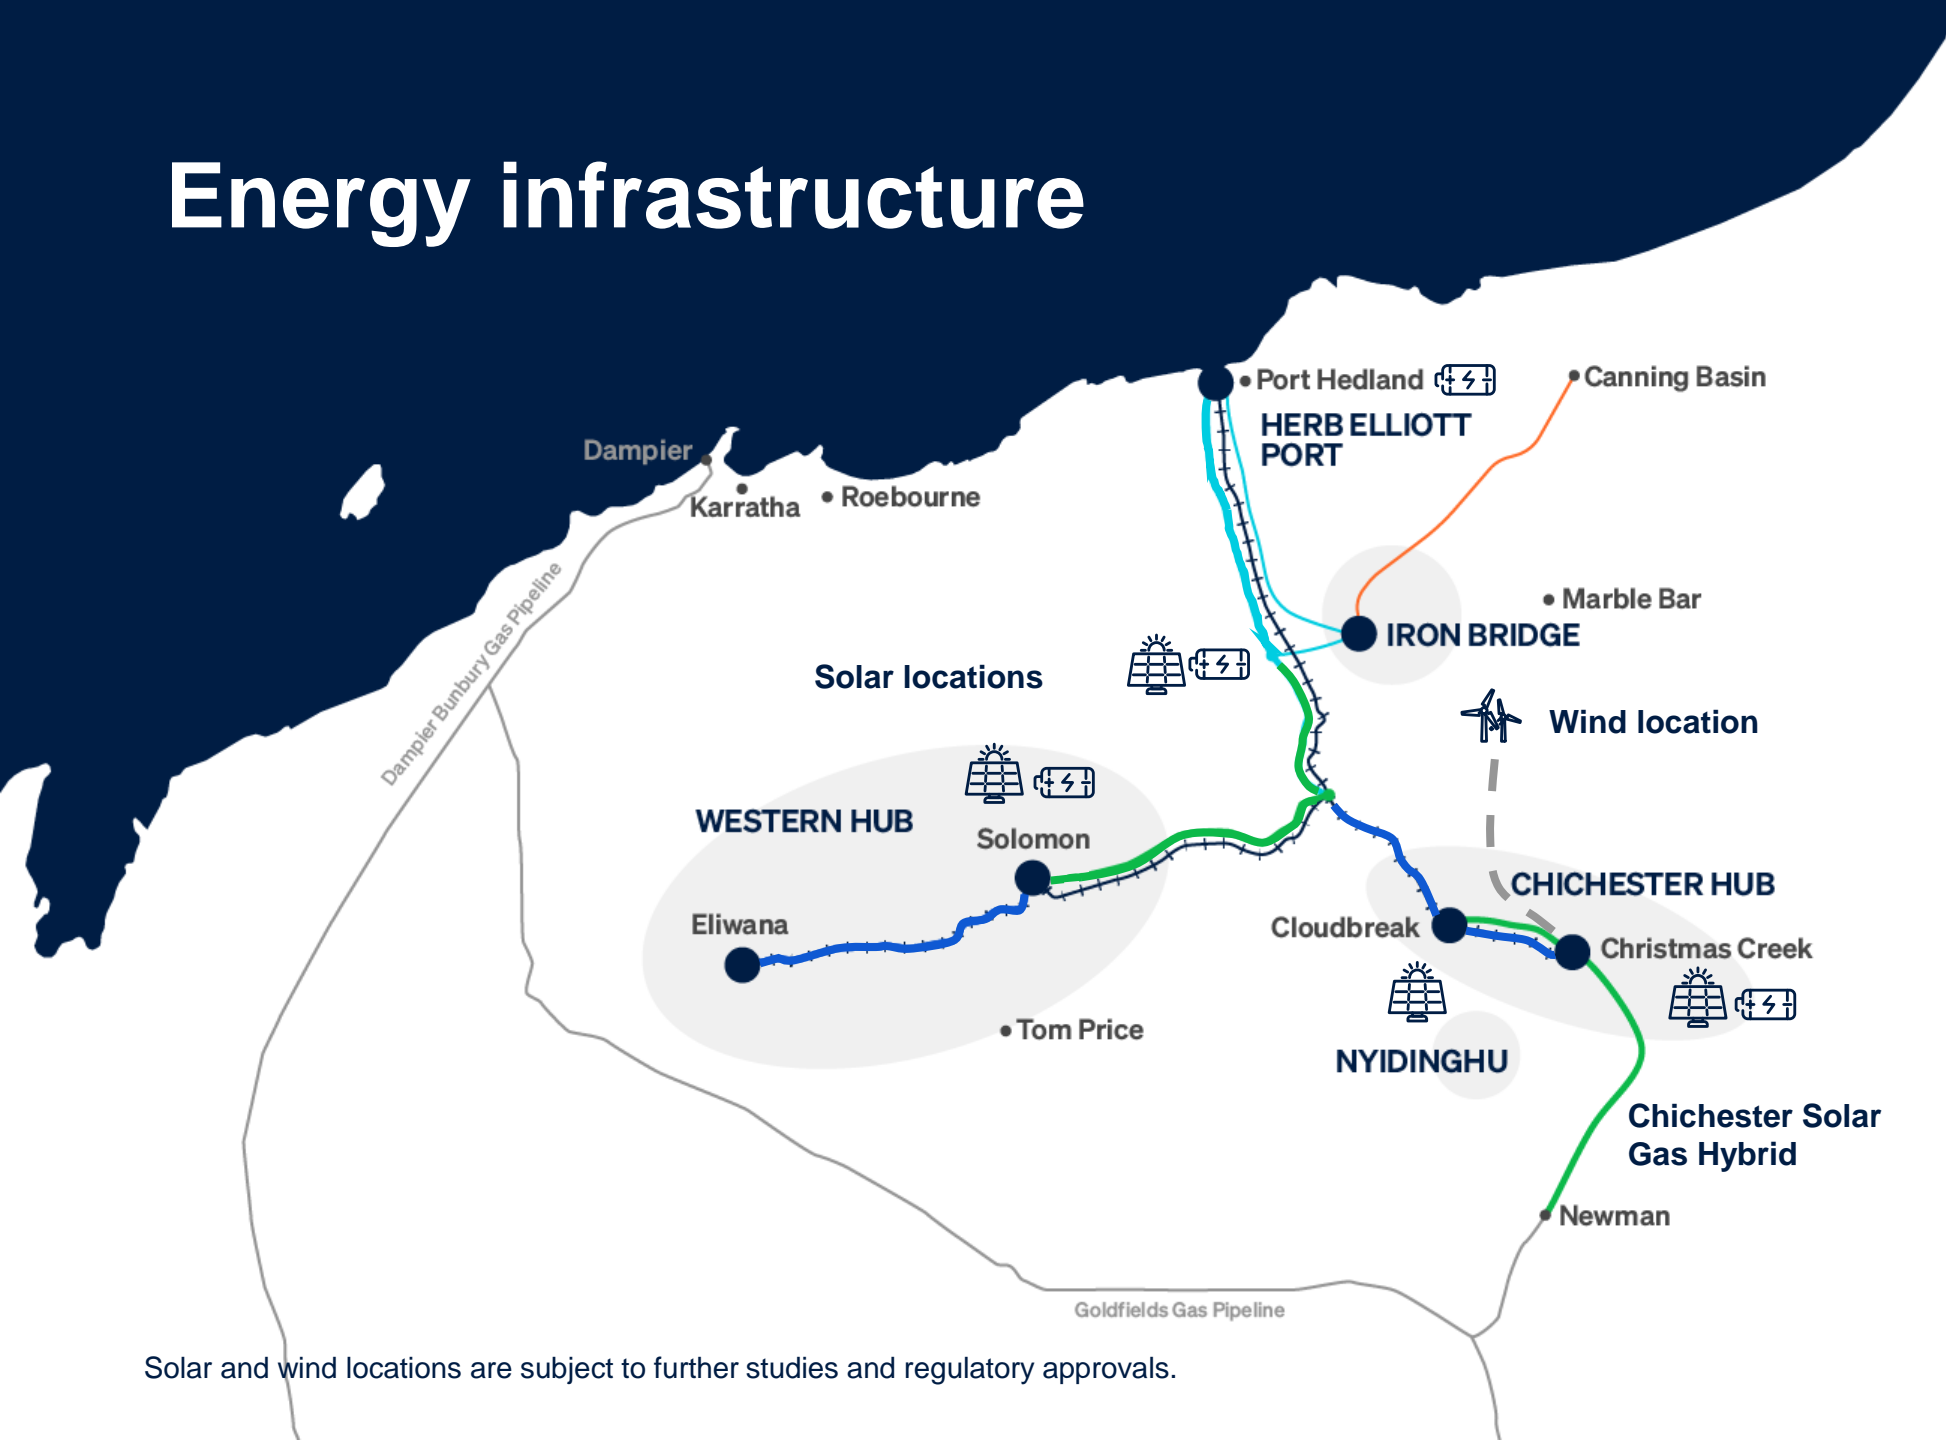 Energy infrastructure
Port Hedland
Canning Basin
HERB ELLIOTT
PORT
Dampier
Karratha
Roebourne
Dampier Bunbury Gas Pipeline
Marble Bar
IRON BRIDGE
Solar locations
Wind location
WESTERN HUB
Solomon
CHICHESTER HUB
Eliwana
Cloudbreak
Christmas Creek
Tom Price
NYIDINGHU
Chichester Solar
Gas Hybrid
Newman
Goldfields Gas Pipeline
Solar and wind locations are subject to further studies and regulatory approvals.